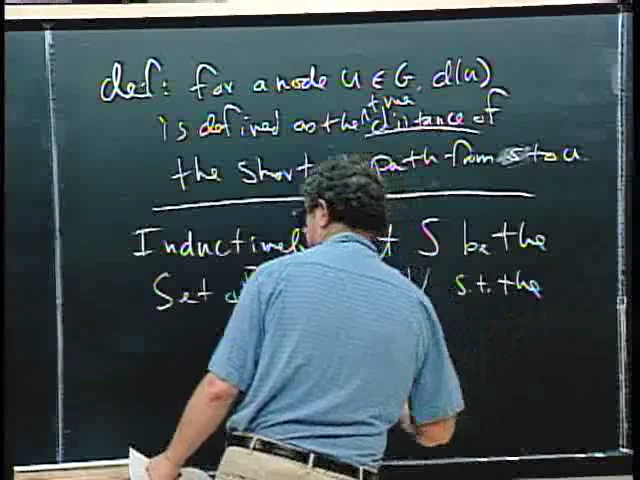 def: for a node u ∈ G, d(u)
is defined as the ^true distance of
the short path from s to u
Inductively S be the
Set s.t. the